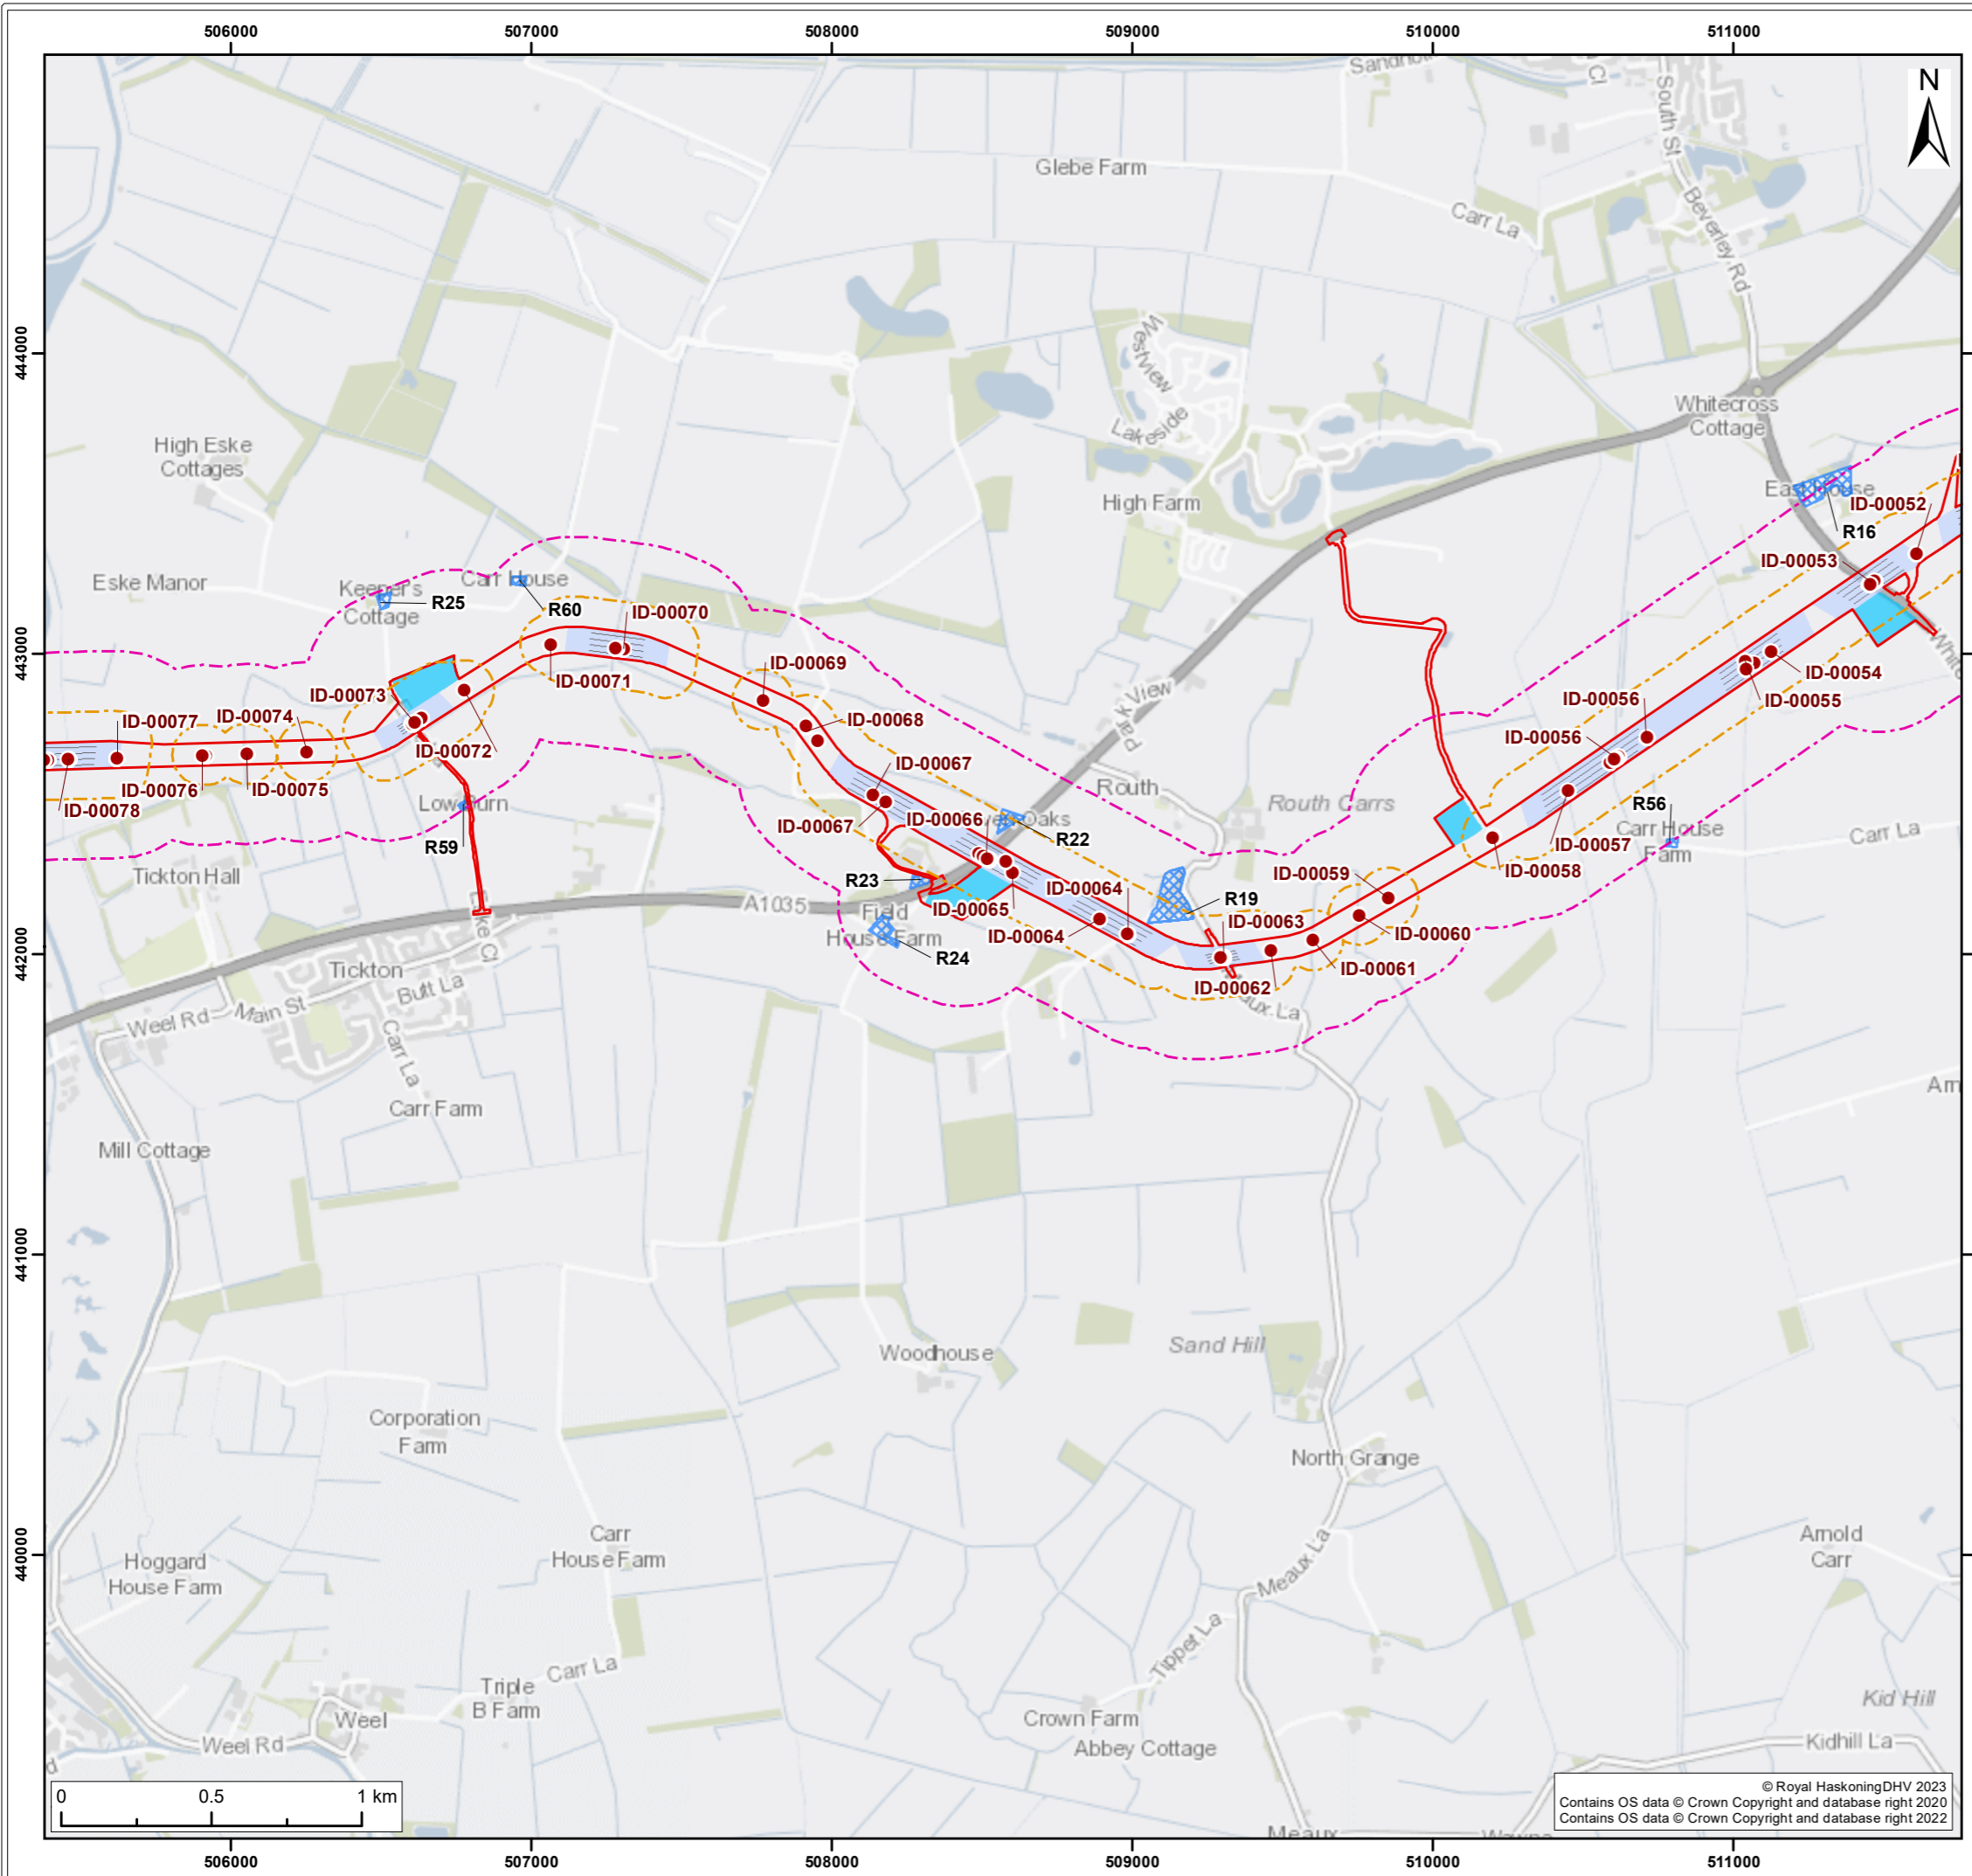 506000 507000 508000 509000 510000 511000
N
Cl
South St
Glebe Farm
Carr La
Beverley Rd
444000
Westview
Lakeside
Whitecross
Cottage
High Eske
Cottages
High Farm
ID-00052
R16
Eske Manor
Keeper's
Cottage
R25
Carr House
R60
ID-00070
ID-00053
443000
ID-00069
ID-00054
ID-00073
ID-00071
ID-00055
ID-00056
ID-00077
ID-00074
ID-00068
Park View
ID-00056
ID-00072
ID-00067
Routh
Routh Carrs
ID-00078
ID-00076
ID-00075
Low Burn
ID-00067
ID-00066
R22
R56
Carr House
Farm
Carr La
R59
ID-00057
ID-00058
Tickton Hall
R23
ID-00064
ID-00059
A1035
Field
House Farm
ID-00065
R19
ID-00063
ID-00060
ID-00064
R24
ID-00061
442000
Tickton
ID-00062
Butt La
Main St
Weel Rd
Carr La
Carr Farm
Mill Cottage
441000
Woodhouse
Sand Hill
Corporation
Farm
North Grange
Carr
House Farm
Arnold
Carr
440000
Hoggard
House Farm
Meaux La
Tippet La
Carr La
Triple
B Farm
Kid Hill
Weel
Crown Farm
Abbey Cottage
Weel Rd
Kidhill La
0 0.5 1 km
© Royal HaskoningDHV 2023
Contains OS data © Crown Copyright and database right 2020
Contains OS data © Crown Copyright and database right 2022
Meaux
506000 507000 508000 509000 510000 511000